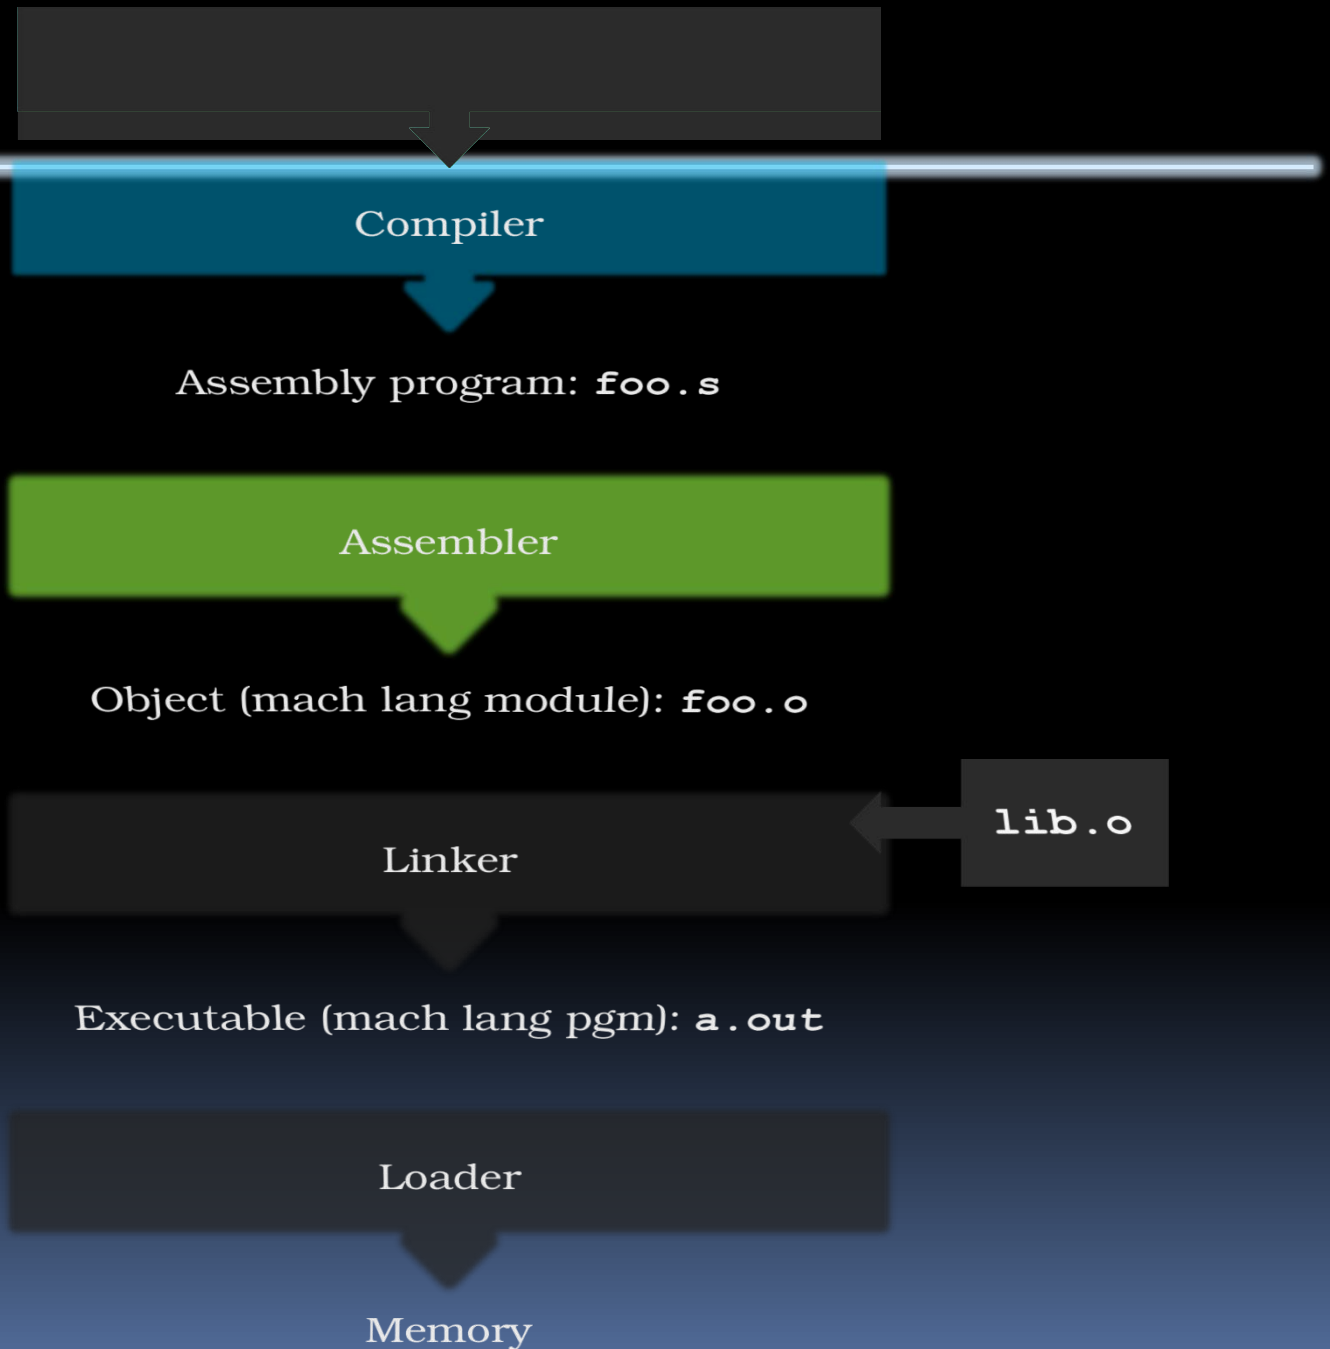 Compiler
Assembly program: foo.s
Assembler
Object (mach lang module): foo.o
lib.o
Linker
Executable (mach lang pgm): a.out
Loader
Memory